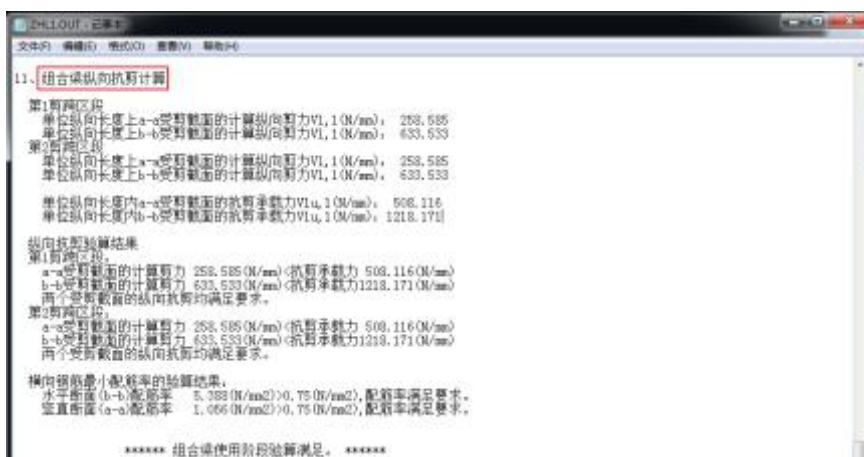 ZHL1.OUT - 记事本
文件(F) 编辑(E) 格式(O) 查看(V) 帮助(H)
11、组合梁纵向抗剪计算
第1剪跨区段
单位纵向长度上a-a受剪截面的计算纵向剪力V1,1(N/mm): 258.585
单位纵向长度上b-b受剪截面的计算纵向剪力V1,1(N/mm): 633.533
第2剪跨区段
单位纵向长度上a-a受剪截面的计算纵向剪力V1,1(N/mm): 258.585
单位纵向长度上b-b受剪截面的计算纵向剪力V1,1(N/mm): 633.533
单位纵向长度内a-a受剪截面的抗剪承载力V1u,1(N/mm): 508.116
单位纵向长度内b-b受剪截面的抗剪承载力V1u,1(N/mm): 1218.171
纵向抗剪验算结果
第1剪跨区段:
a-a受剪截面的计算剪力 258.585(N/mm)<抗剪承载力 508.116(N/mm)
b-b受剪截面的计算剪力 633.533(N/mm)<抗剪承载力1218.171(N/mm)
两个受剪截面的纵向抗剪均满足要求。
第2剪跨区段:
a-a受剪截面的计算剪力 258.585(N/mm)<抗剪承载力 508.116(N/mm)
b-b受剪截面的计算剪力 633.533(N/mm)<抗剪承载力1218.171(N/mm)
两个受剪截面的纵向抗剪均满足要求。
横向钢筋最小配筋率的验算结果:
水平断面(b-b)配筋率 5.388(N/mm2)>0.75(N/mm2),配筋率满足要求。
竖直断面(a-a)配筋率 1.056(N/mm2)>0.75(N/mm2),配筋率满足要求。
****** 组合梁使用阶段验算满足。 ******